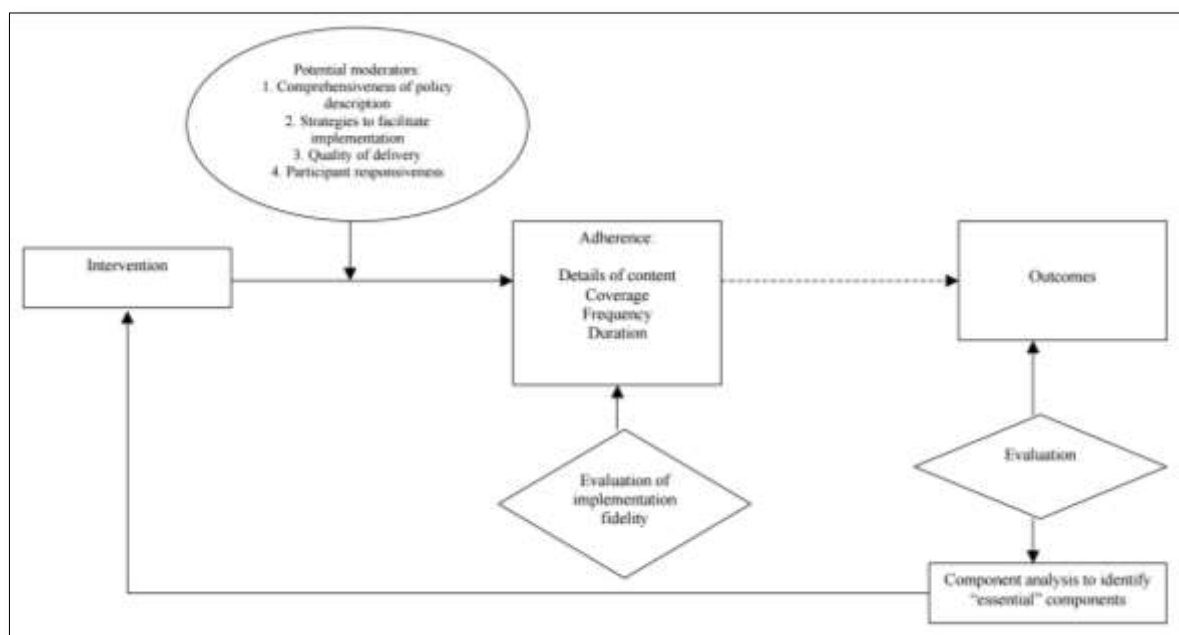 Potential moderators:
1. Comprehensiveness of policy
description
2. Strategies to facilitate
implementation
3. Quality of delivery
4. Participant responsiveness
Intervention
Adherence:
Details of content
Coverage
Frequency
Duration
Outcomes
Evaluation of
implementation
fidelity
Evaluation
Component analysis to identify
“essential” components